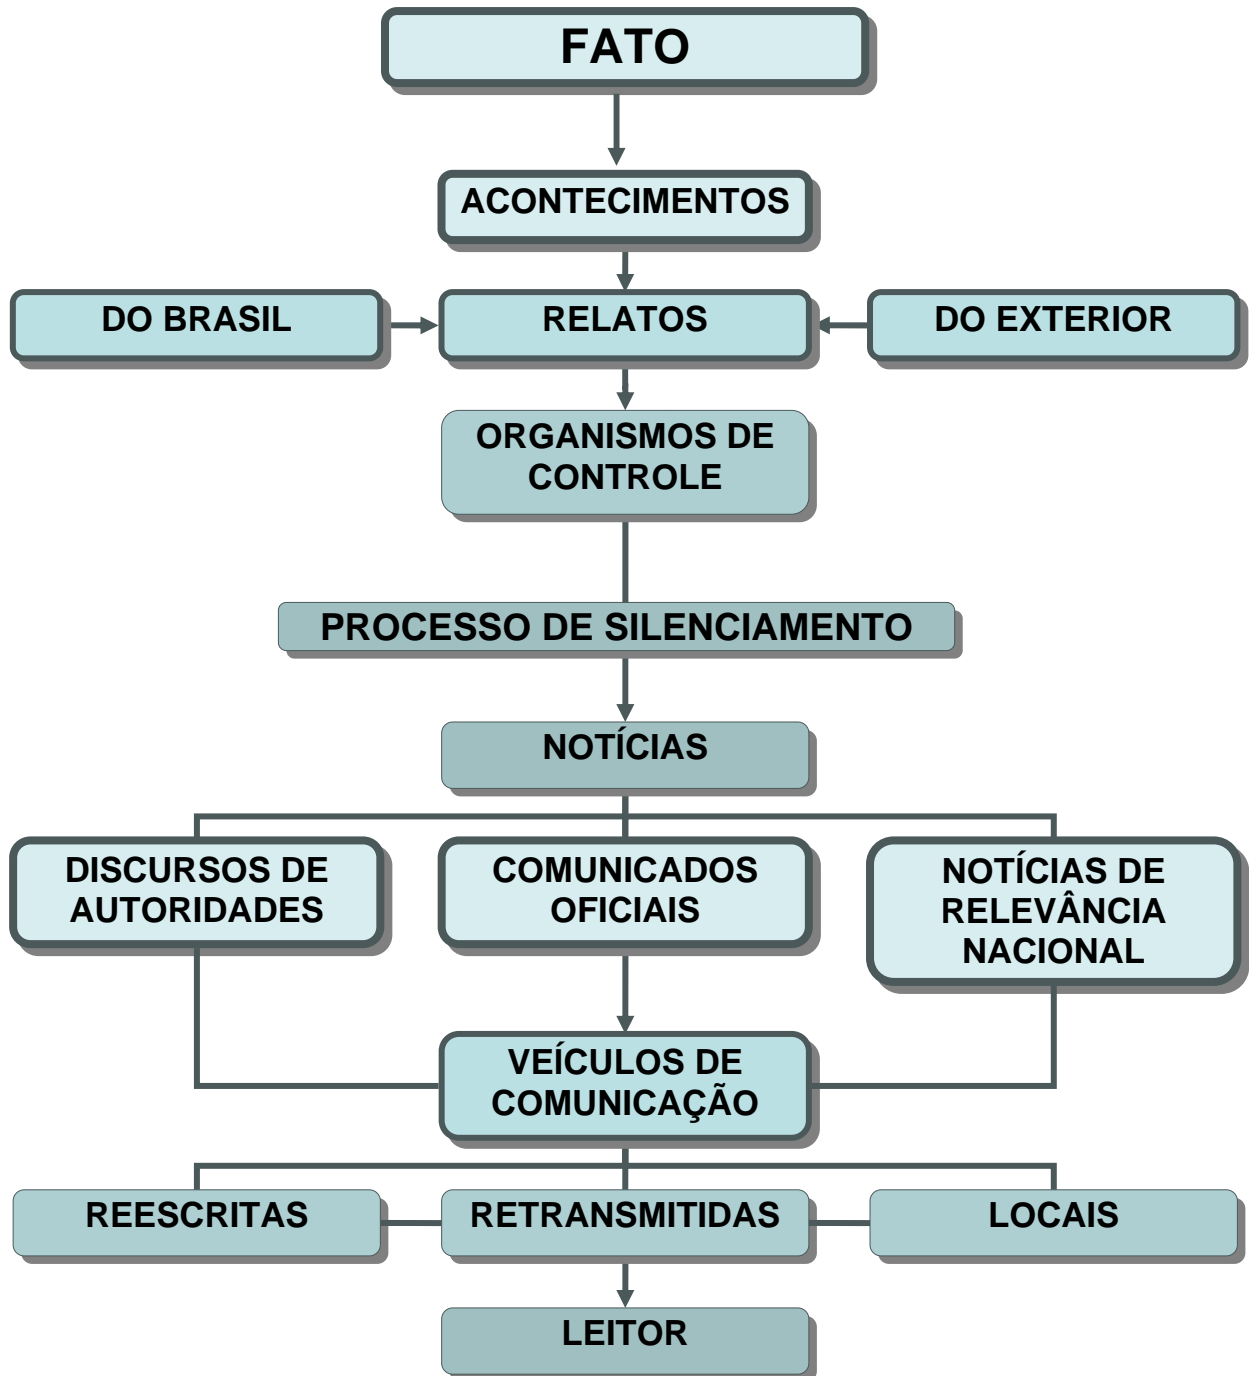 FATO
ACONTECIMENTOS
DO BRASIL
RELATOS
DO EXTERIOR
ORGANISMOS DE
CONTROLE
PROCESSO DE SILENCIAMENTO
NOTÍCIAS
DISCURSOS DE
AUTORIDADES
COMUNICADOS
OFICIAIS
NOTÍCIAS DE
RELEVÂNCIA
NACIONAL
VEÍCULOS DE
COMUNICAÇÃO
REESCRITAS
RETRANSMITIDAS
LOCAIS
LEITOR